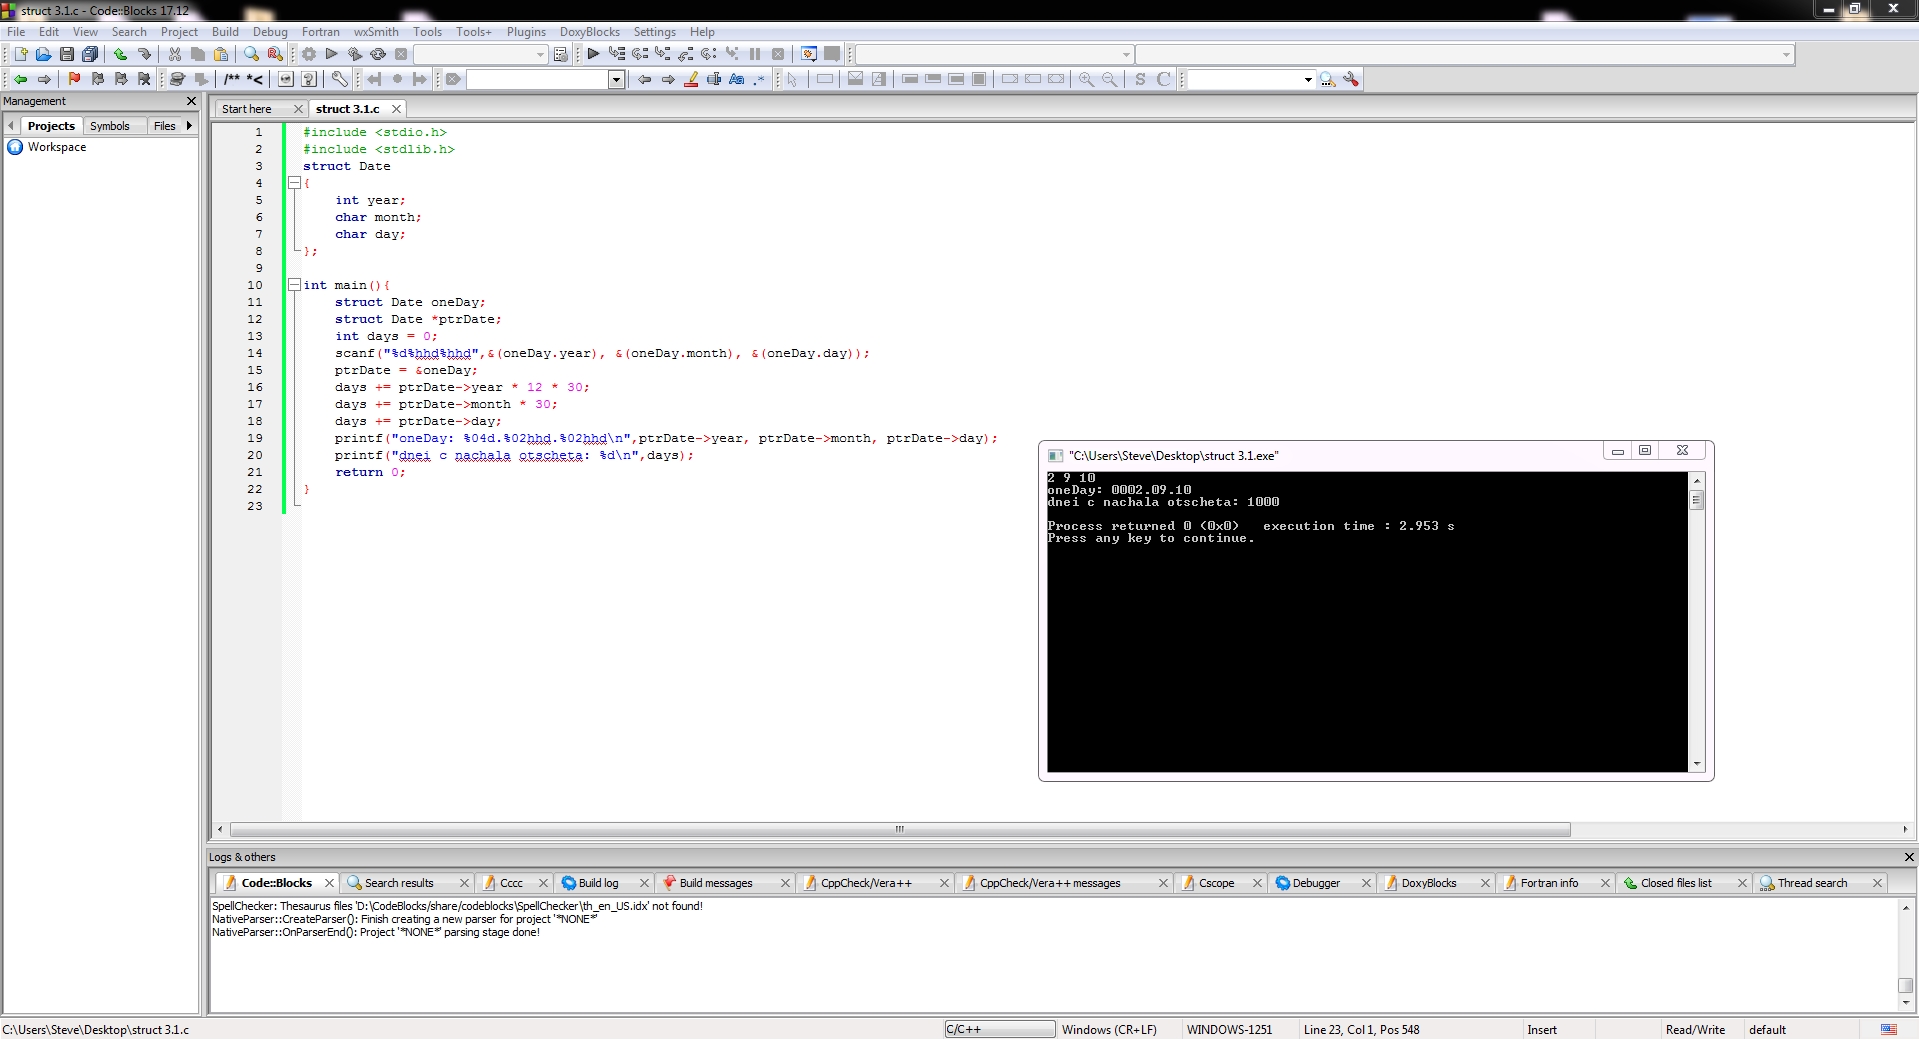 struct 3.1.c - Code::Blocks 17.12
File Edit View Search Project Build Debug Fortran wxSmith Tools Tools+ Plugins DoxyBlocks Settings Help
/** *<
S C
Management
Projects Symbols Files
Workspace
Start here struct 3.1.c
1 #include <stdio.h>
2 #include <stdlib.h>
3 struct Date
4 {
5 int year;
6 char month;
7 char day;
8 };
9
10 int main(){
11 struct Date oneDay;
12 struct Date *ptrDate;
13 int days = 0;
14 scanf("%d%hhd%hhd",&(oneDay.year), &(oneDay.month), &(oneDay.day));
15 ptrDate = &oneDay;
16 days += ptrDate->year * 12 * 30;
17 days += ptrDate->month * 30;
18 days += ptrDate->day;
19 printf("oneDay: %04d.%02hhd.%02hhd\n",ptrDate->year, ptrDate->month, ptrDate->day);
20 printf("dnei c nachala otscheta: %d\n",days);
21 return 0;
22 }
23
"C:\Users\Steve\Desktop\struct 3.1.exe"
2 9 10
oneDay: 0002.09.10
dnei c nachala otscheta: 1000
Process returned 0 (0x0) execution time : 2.953 s
Press any key to continue.
Logs & others
Code::Blocks Search results Cccc Build log Build messages CppCheck/Vera++ CppCheck/Vera++ messages Cscope Debugger DoxyBlocks Fortran info Closed files list Thread search
SpellChecker: Thesaurus files 'D:\CodeBlocks/share/codeblocks\SpellChecker\th_en_US.idx' not found!
NativeParser::CreateParser(): Finish creating a new parser for project '*NONE*'
NativeParser::OnParserEnd(): Project '*NONE*' parsing stage done!
C:\Users\Steve\Desktop\struct 3.1.c C/C++ Windows (CR+LF) WINDOWS-1251 Line 23, Col 1, Pos 548 Insert Read/Write default